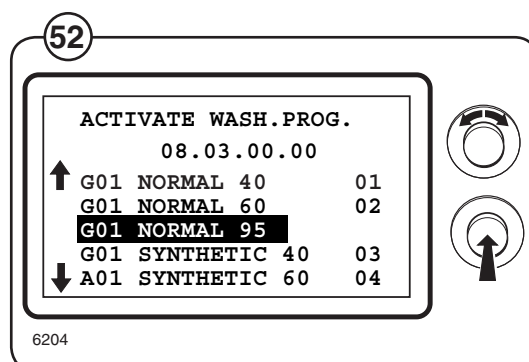 52
ACTIVATE WASH.PROG.
08.03.00.00
G01 NORMAL 40 01
G01 NORMAL 60 02
G01 NORMAL 95
G01 SYNTHETIC 40 03
A01 SYNTHETIC 60 04
6204